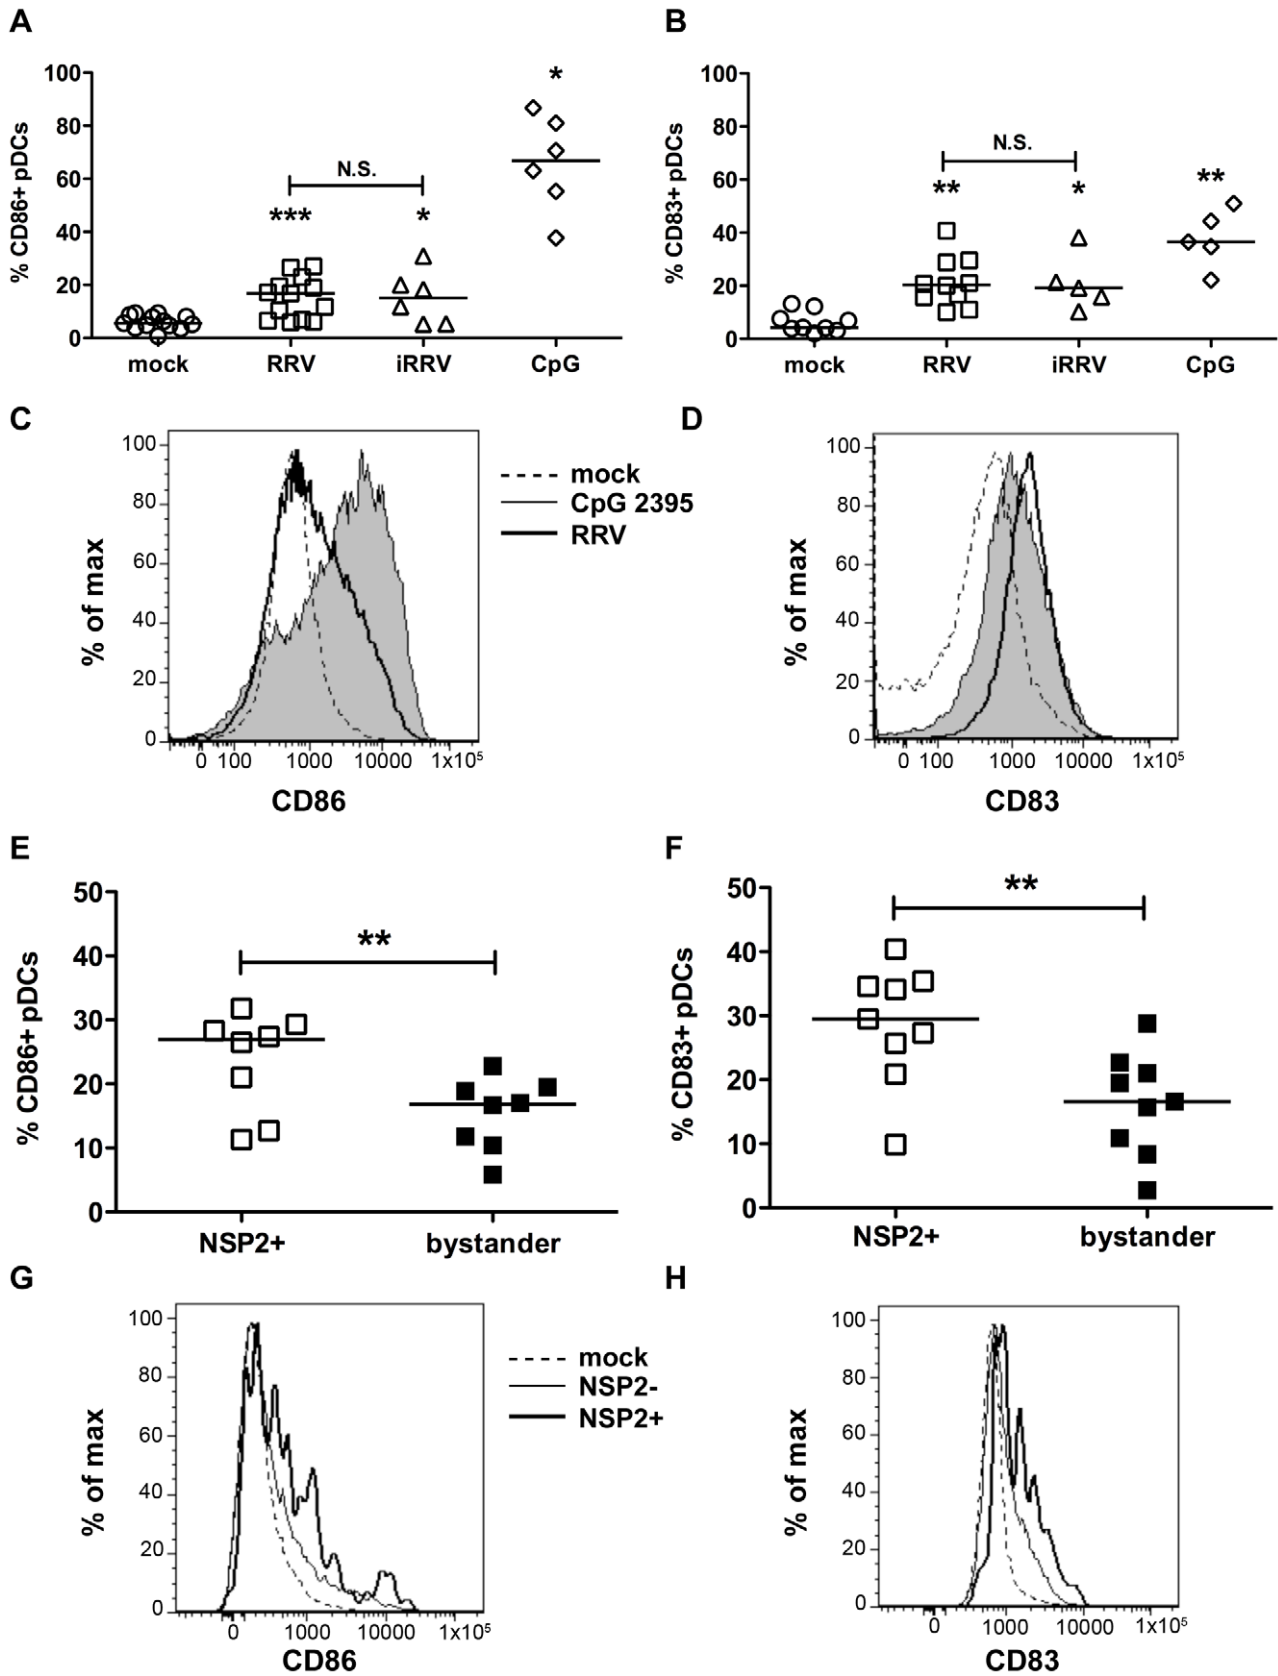 A
B
% CD86+ pDCs
100
80
60
40
20
0
***
N.S.
*
*
mock
RRV
iRRV
CpG
% CD83+ pDCs
100
80
60
40
20
0
**
N.S.
*
**
mock
RRV
iRRV
CpG
C
D
% of max
100
80
60
40
20
0
0 100 1000 10000 1x10⁵
CD86
mock
CpG 2395
RRV
% of max
100
80
60
40
20
0
0 100 1000 10000 1x10⁵
CD83
E
F
% CD86+ pDCs
50
40
30
20
10
0
**
NSP2+
bystander
% CD83+ pDCs
50
40
30
20
10
0
**
NSP2+
bystander
G
H
% of max
100
80
60
40
20
0
0 1000 10000 1x10⁵
CD86
mock
NSP2-
NSP2+
% of max
100
80
60
40
20
0
0 1000 10000 1x10⁵
CD83